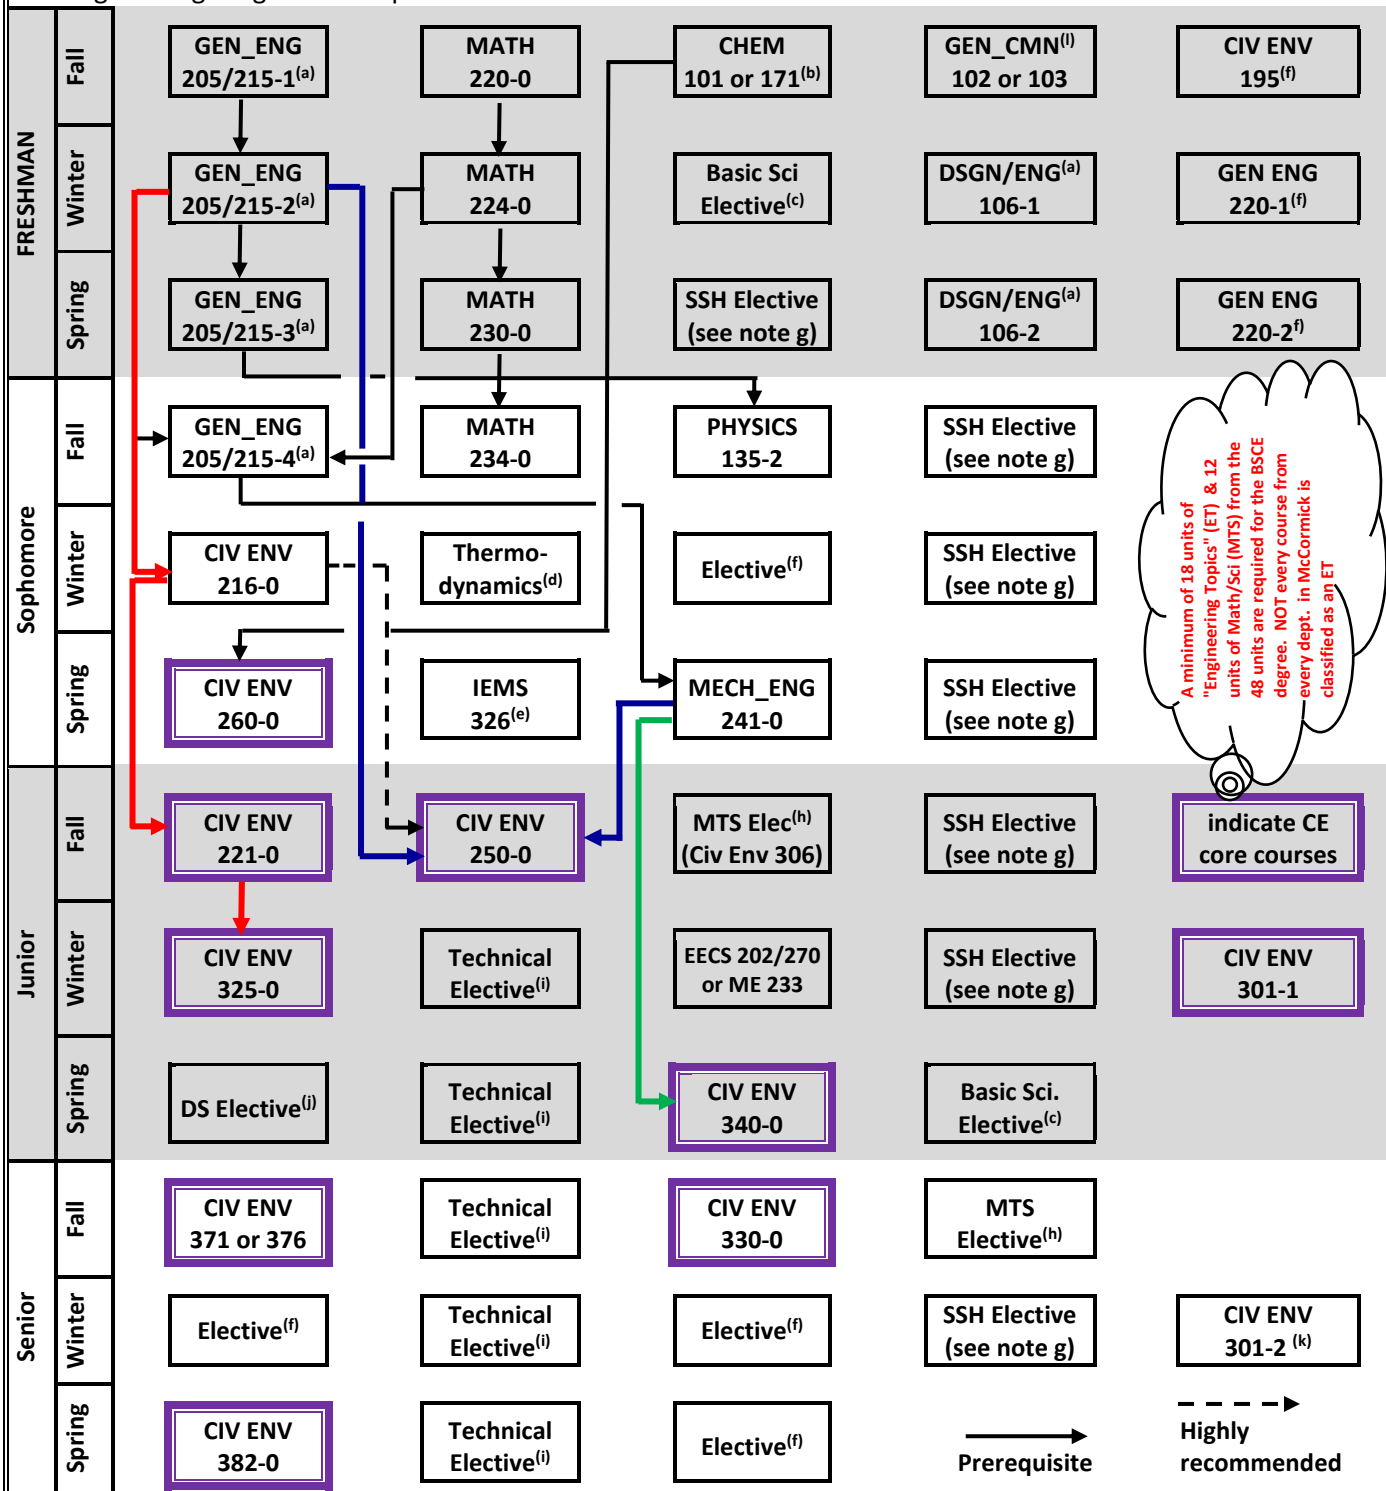 FRESHMAN
Fall
GEN_ENG
205/215-1(a)
MATH
220-0
CHEM
101 or 171(b)
GEN_CMN(l)
102 or 103
CIV ENV
195(f)
Winter
GEN_ENG
205/215-2(a)
MATH
224-0
Basic Sci
Elective(c)
DSGN/ENG(a)
106-1
GEN ENG
220-1(f)
Spring
GEN_ENG
205/215-3(a)
MATH
230-0
SSH Elective
(see note g)
DSGN/ENG(a)
106-2
GEN ENG
220-2f)
Sophomore
Fall
GEN_ENG
205/215-4(a)
MATH
234-0
PHYSICS
135-2
SSH Elective
(see note g)
A minimum of 18 units of
"Engineering Topics" (ET) & 12
units of Math/Sci (MTS) from the
48 units are required for the BSCE
degree. NOT every course from
every dept. in McCormick is
classified as an ET
Winter
CIV ENV
216-0
Thermo-
dynamics(d)
Elective(f)
SSH Elective
(see note g)
Spring
CIV ENV
260-0
IEMS
326(e)
MECH_ENG
241-0
SSH Elective
(see note g)
Junior
Fall
CIV ENV
221-0
CIV ENV
250-0
MTS Elec(h)
(Civ Env 306)
SSH Elective
(see note g)
indicate CE
core courses
Winter
CIV ENV
325-0
Technical
Elective(i)
EECS 202/270
or ME 233
SSH Elective
(see note g)
CIV ENV
301-1
Spring
DS Elective(j)
Technical
Elective(i)
CIV ENV
340-0
Basic Sci.
Elective(c)
Senior
Fall
CIV ENV
371 or 376
Technical
Elective(i)
CIV ENV
330-0
MTS
Elective(h)
Winter
Elective(f)
Technical
Elective(i)
Elective(f)
SSH Elective
(see note g)
CIV ENV
301-2 (k)
Spring
CIV ENV
382-0
Technical
Elective(i)
Elective(f)
Prerequisite
Highly
recommended